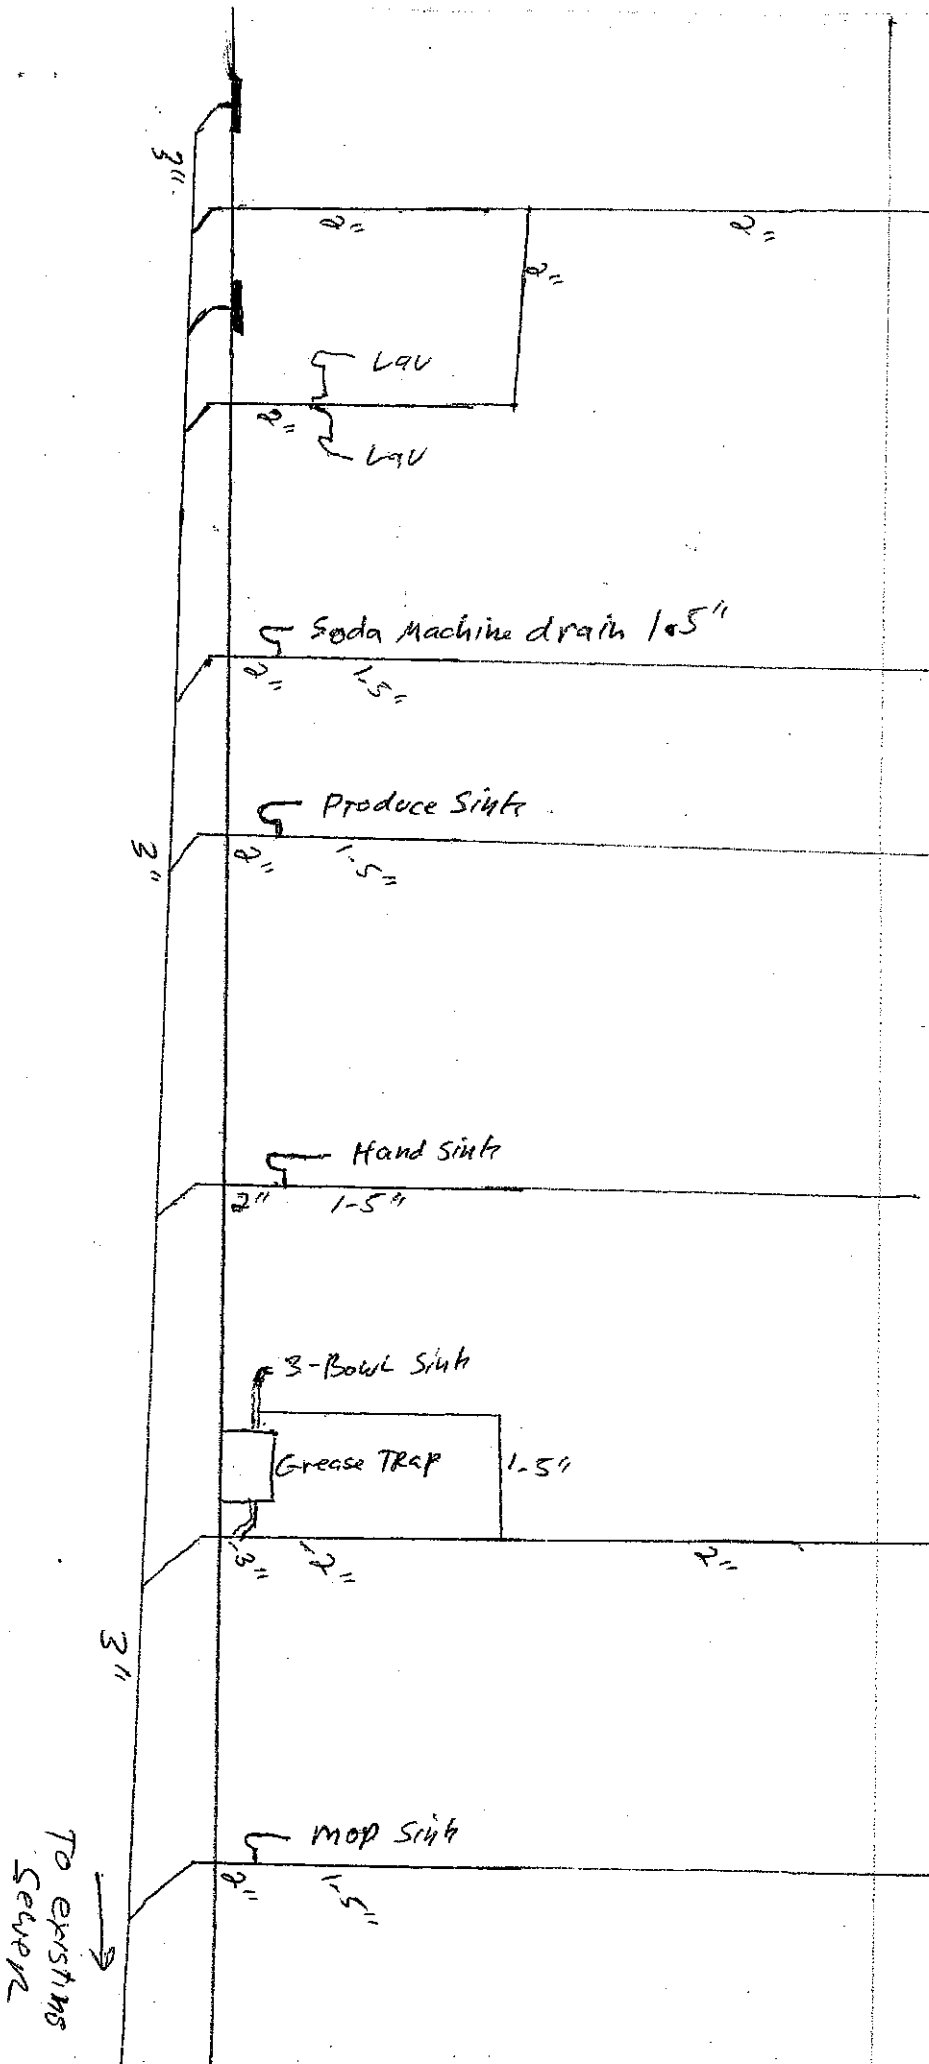 3"
2"
2"
2"
Lav
2"
Lav
Soda Machine drain 1.5"
2"
1-5"
Produce Sink
2"
1-5"
3"
Hand Sink
2"
1-5"
3-Bowl Sink
Grease TRap
1-5"
3"
2"
2"
3"
Mop Sink
2"
1-5"
To existing
Sewer